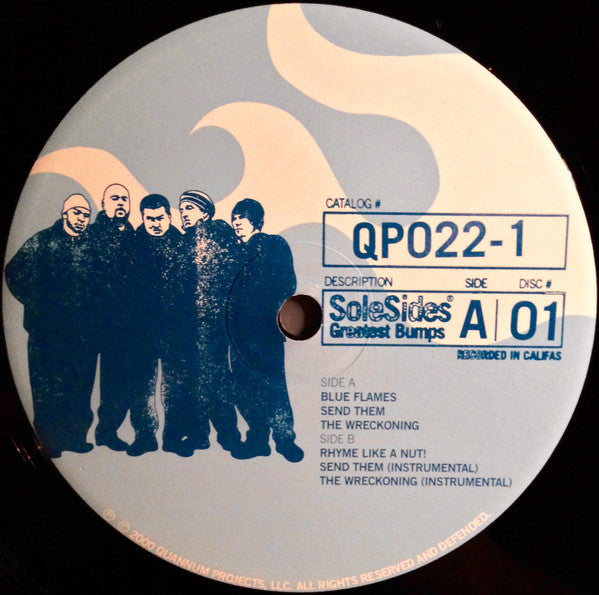 CATALOG #
QP022-1
DESCRIPTION SIDE DISC #
SoleSides®
Greatest Bumps
A 01
RECORDED IN CALIFAS
SIDE A
BLUE FLAMES
SEND THEM
THE WRECKONING
SIDE B
RHYME LIKE A NUT!
SEND THEM (INSTRUMENTAL)
THE WRECKONING (INSTRUMENTAL)
℗ © 2000 QUANNUM PROJECTS, LLC. ALL RIGHTS RESERVED AND DEFENDED.